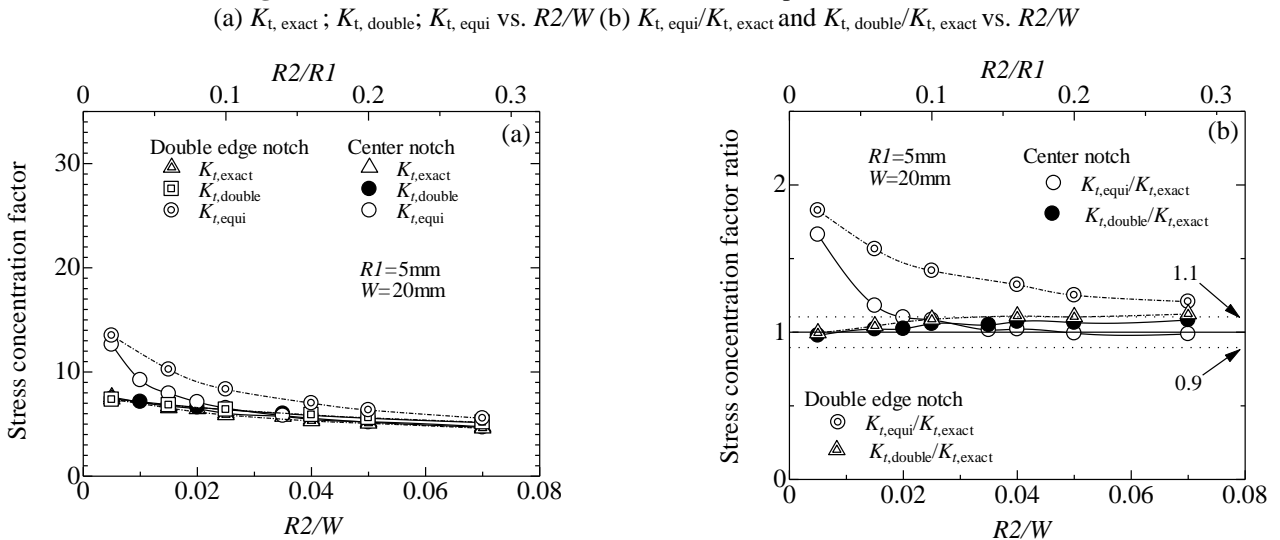 (a) Kt, exact ; Kt, double; Kt, equi vs. R2/W (b) Kt, equi/Kt, exact and Kt, double/Kt, exact vs. R2/W
R2/R1
0 0.1 0.2 0.3
(a)
Double edge notch
Kt,exact
Kt,double
Kt,equi
Center notch
Kt,exact
Kt,double
Kt,equi
R1=5mm
W=20mm
Stress concentration factor
30
20
10
0
0 0.02 0.04 0.06 0.08
R2/W
R2/R1
0 0.1 0.2 0.3
(b)
R1=5mm
W=20mm
Center notch
Kt,equi/Kt,exact
Kt,double/Kt,exact
1.1
0.9
Double edge notch
Kt,equi/Kt,exact
Kt,double/Kt,exact
Stress concentration factor ratio
2
1
0
0 0.02 0.04 0.06 0.08
R2/W